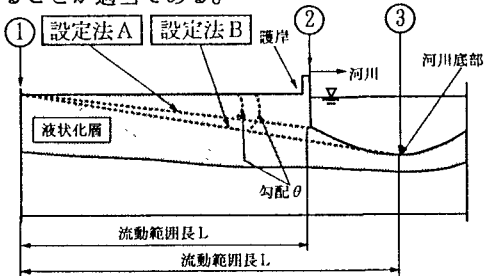 ることが適当である。
① 設定法A 設定法B 護岸 ② ③
河川
河川底部
液状化層
勾配θ
流動範囲長L
流動範囲長L